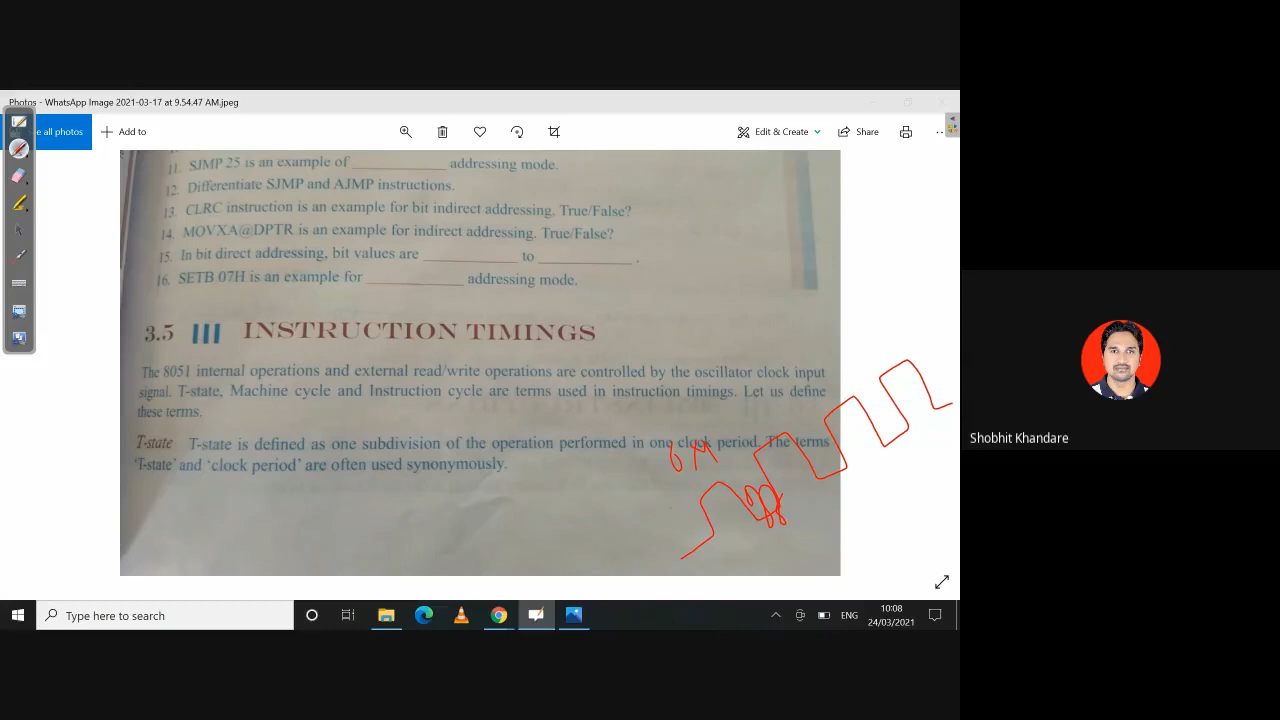 Photos - WhatsApp Image 2021-03-17 at 9.54.47 AM.jpeg
all photos
Add to
Edit & Create
Share
11. SJMP 25 is an example of __________ addressing mode.
12. Differentiate SJMP and AJMP instructions.
13. CLRC instruction is an example for bit indirect addressing. True/False?
14. MOVXA@DPTR is an example for indirect addressing. True/False?
15. In bit direct addressing, bit values are __________ to __________ .
16. SETB 07H is an example for __________ addressing mode.
3.5 INSTRUCTION TIMINGS
The 8051 internal operations and external read/write operations are controlled by the oscillator clock input
signal. T-state, Machine cycle and Instruction cycle are terms used in instruction timings. Let us define
these terms.
T-state T-state is defined as one subdivision of the operation performed in one clock period. The terms
'T-state' and 'clock period' are often used synonymously.
6M
Shobhit Khandare
Type here to search
ENG
10:08
24/03/2021